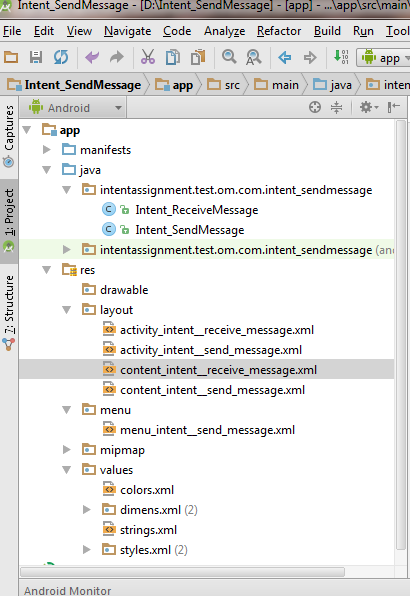 Intent_SendMessage - [D:\Intent_SendMessage] - [app] - ...\app\src\main\
File Edit View Navigate Code Analyze Refactor Build Run Tool
app
Intent_SendMessage app src main java inten
Captures
1: Project
7: Structure
Android
app
manifests
java
intentassignment.test.om.com.intent_sendmessage
Intent_ReceiveMessage
Intent_SendMessage
intentassignment.test.om.com.intent_sendmessage (and
res
drawable
layout
activity_intent__receive_message.xml
activity_intent__send_message.xml
content_intent__receive_message.xml
content_intent__send_message.xml
menu
menu_intent__send_message.xml
mipmap
values
colors.xml
dimens.xml (2)
strings.xml
styles.xml (2)
Android Monitor